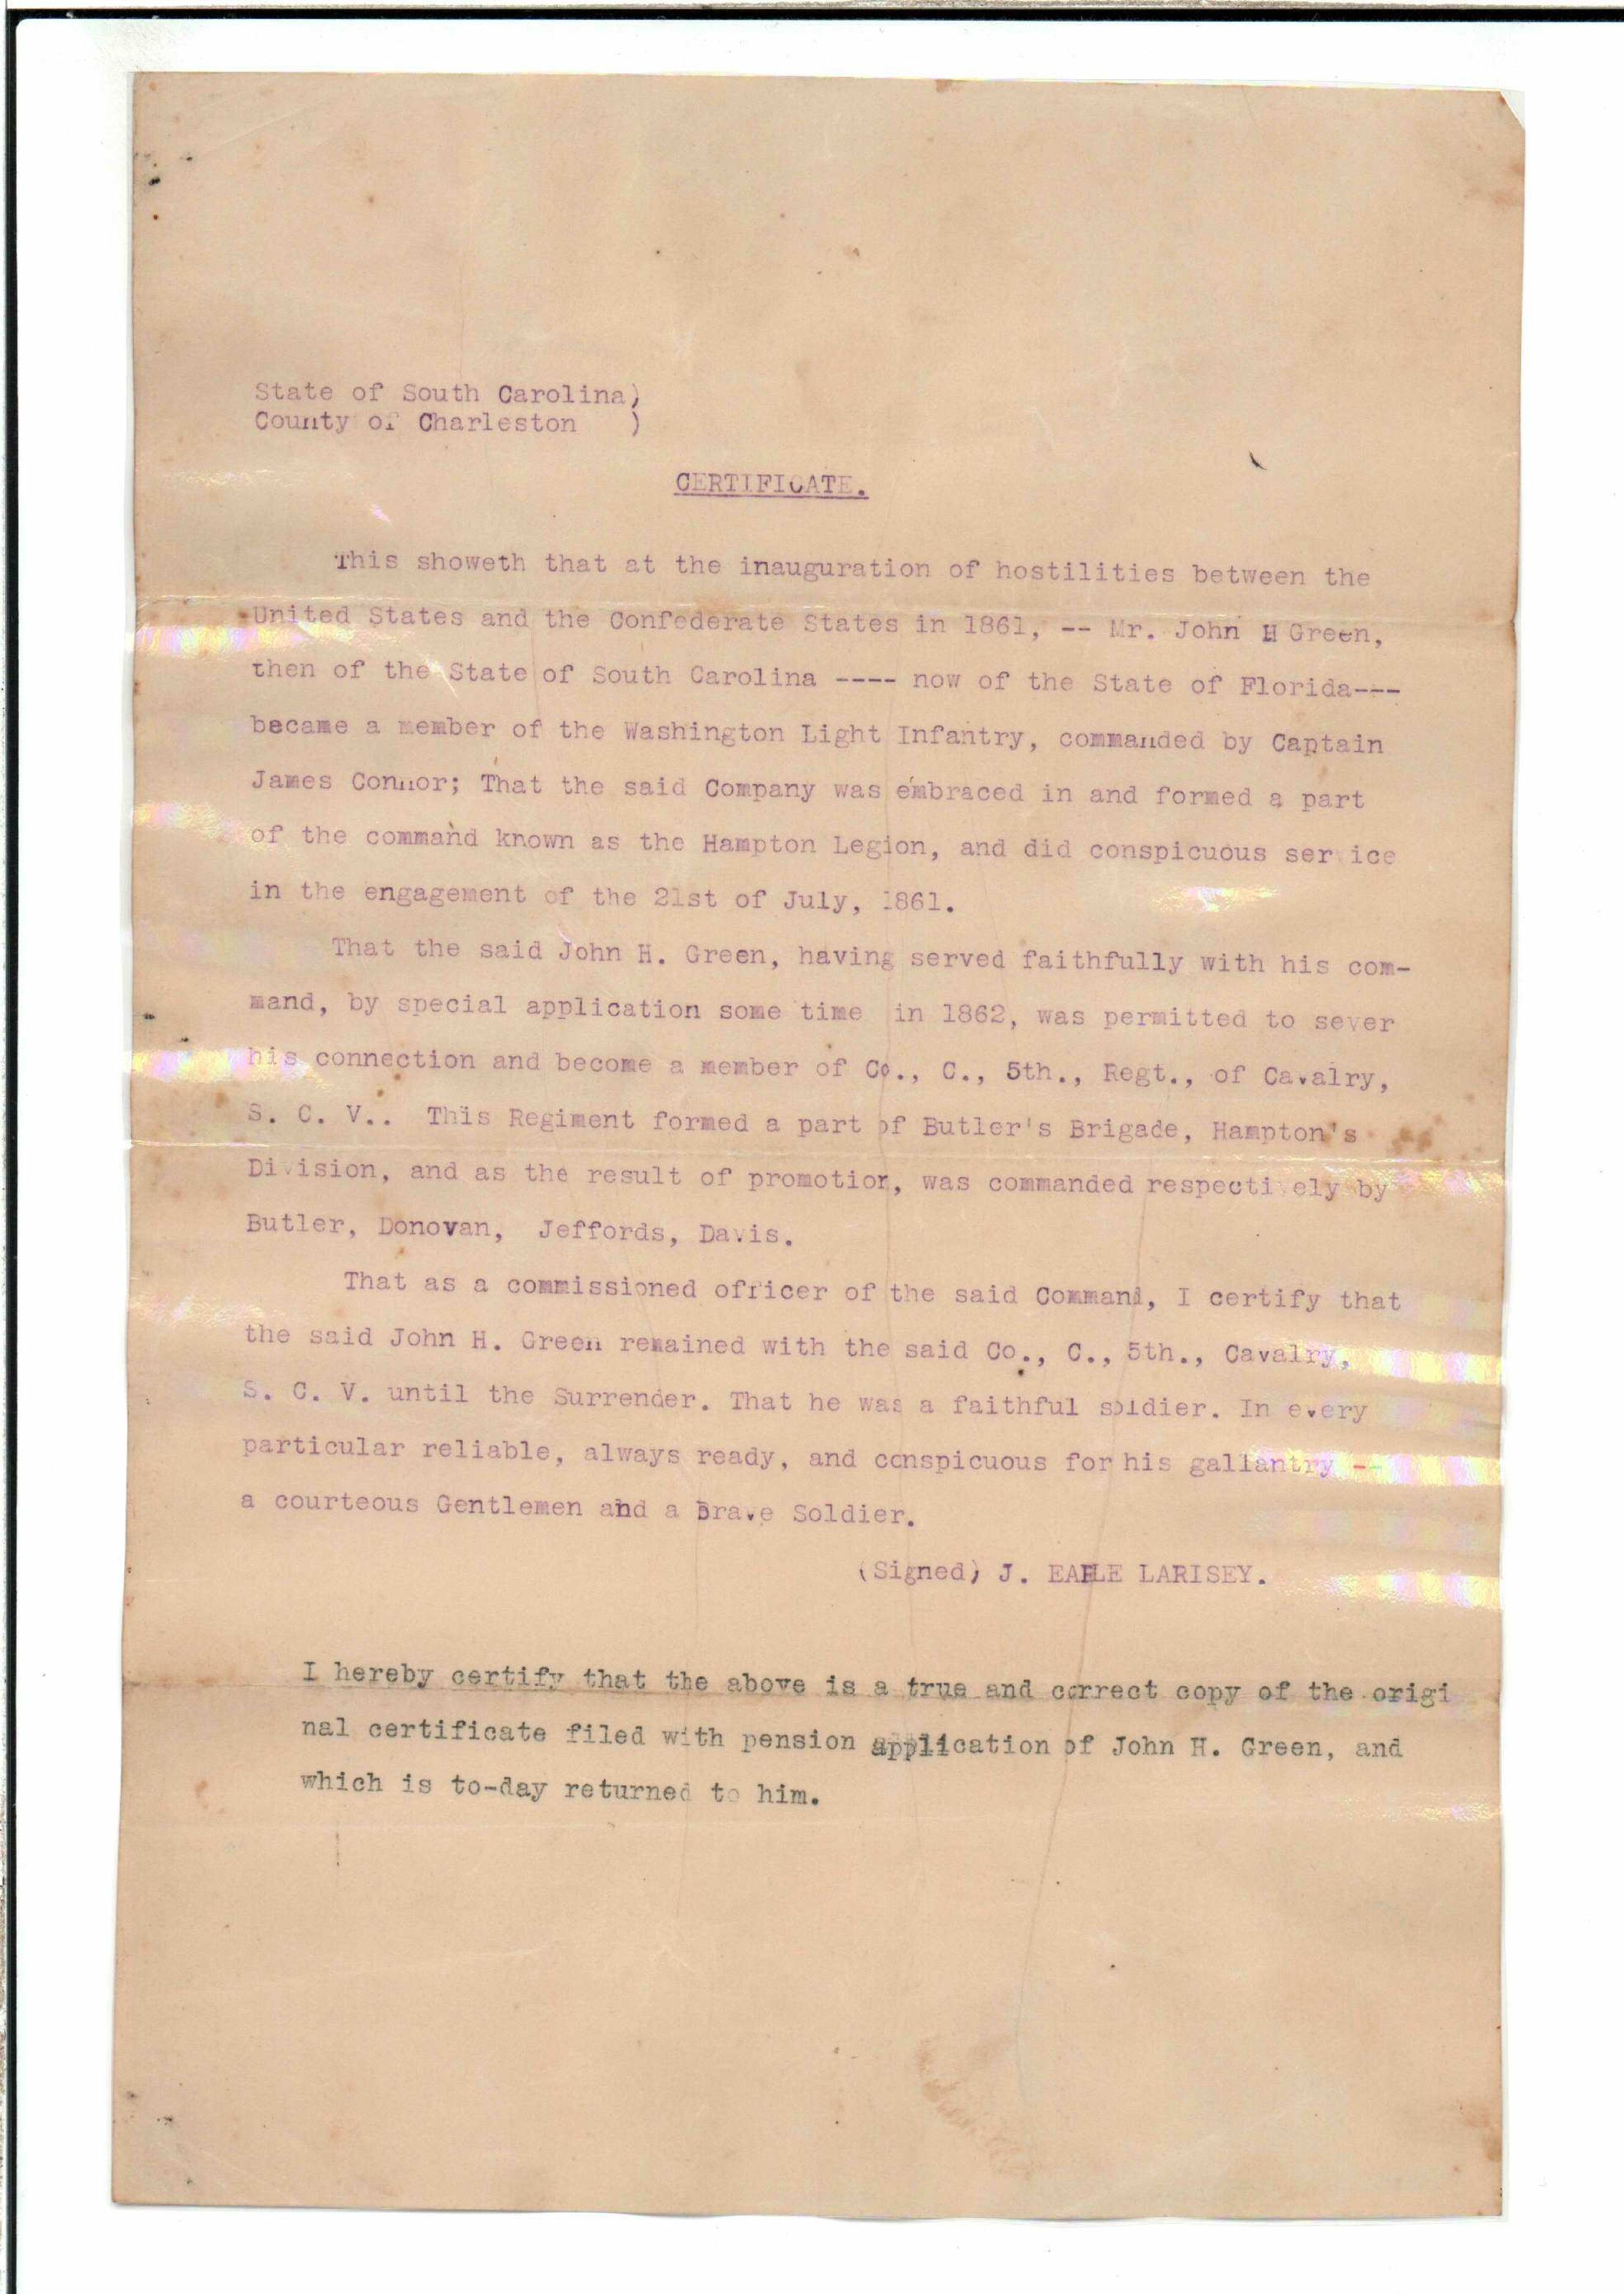 State of South Carolina)
County of Charleston )
CERTIFICATE.
This showeth that at the inauguration of hostilities between the
United States and the Confederate States in 1861, -- Mr. John H Green,
then of the State of South Carolina ---- now of the State of Florida---
became a member of the Washington Light Infantry, commanded by Captain
James Connor; That the said Company was embraced in and formed a part
of the command known as the Hampton Legion, and did conspicuous service
in the engagement of the 21st of July, 1861.
That the said John H. Green, having served faithfully with his com-
mand, by special application some time in 1862, was permitted to sever
his connection and become a member of Co., C., 5th., Regt., of Cavalry,
S. C. V.. This Regiment formed a part of Butler's Brigade, Hampton's
Division, and as the result of promotion, was commanded respectively by
Butler, Donovan, Jeffords, Davis.
That as a commissioned officer of the said Command, I certify that
the said John H. Green remained with the said Co., C., 5th., Cavalry,
S. C. V. until the Surrender. That he was a faithful soldier. In every
particular reliable, always ready, and conspicuous for his gallantry --
a courteous Gentlemen and a Brave Soldier.
(Signed) J. EARLE LARISEY.
I hereby certify that the above is a true and correct copy of the origi
nal certificate filed with pension application of John H. Green, and
which is to-day returned to him.